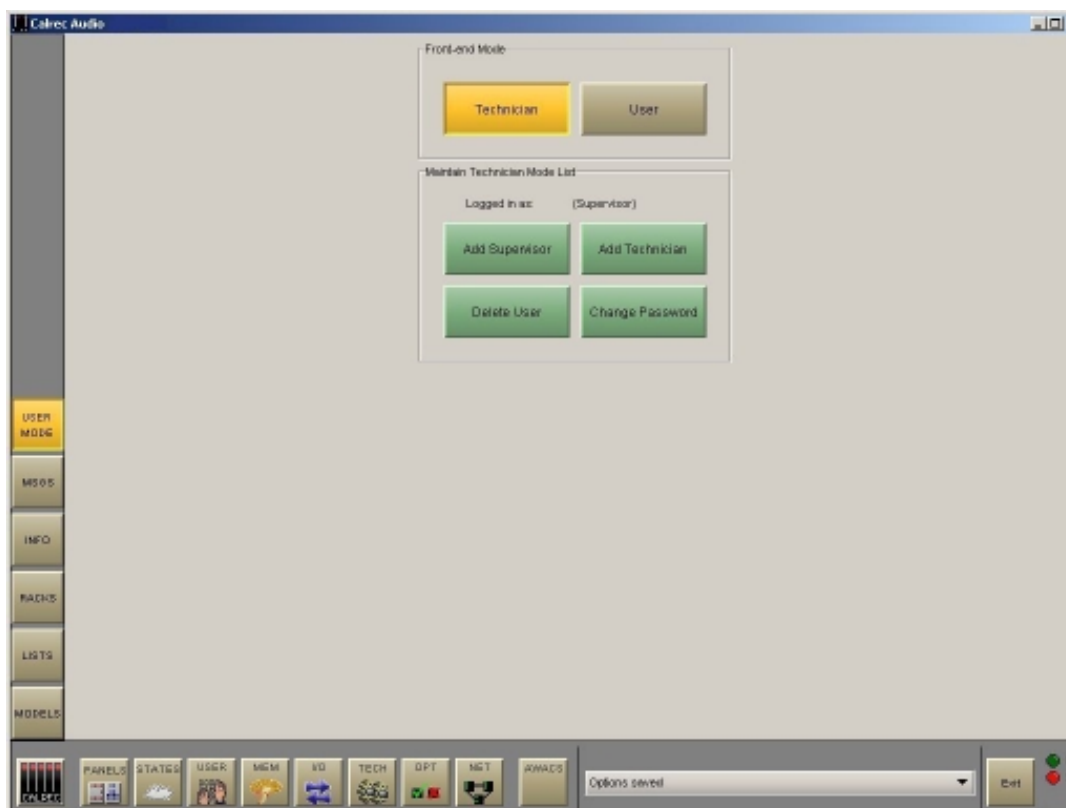 Calrec Audio
Front-end Mode
Technician
User
Maintain Technician Mode List
Logged in as: (Supervisor)
Add Supervisor
Add Technician
Delete User
Change Password
USER
MODE
MSGS
INFO
RACKS
LISTS
MODELS
CALREC
PANELS
STATES
USER
MEM
I/O
TECH
OPT
NET
AWACS
Options saved
Exit